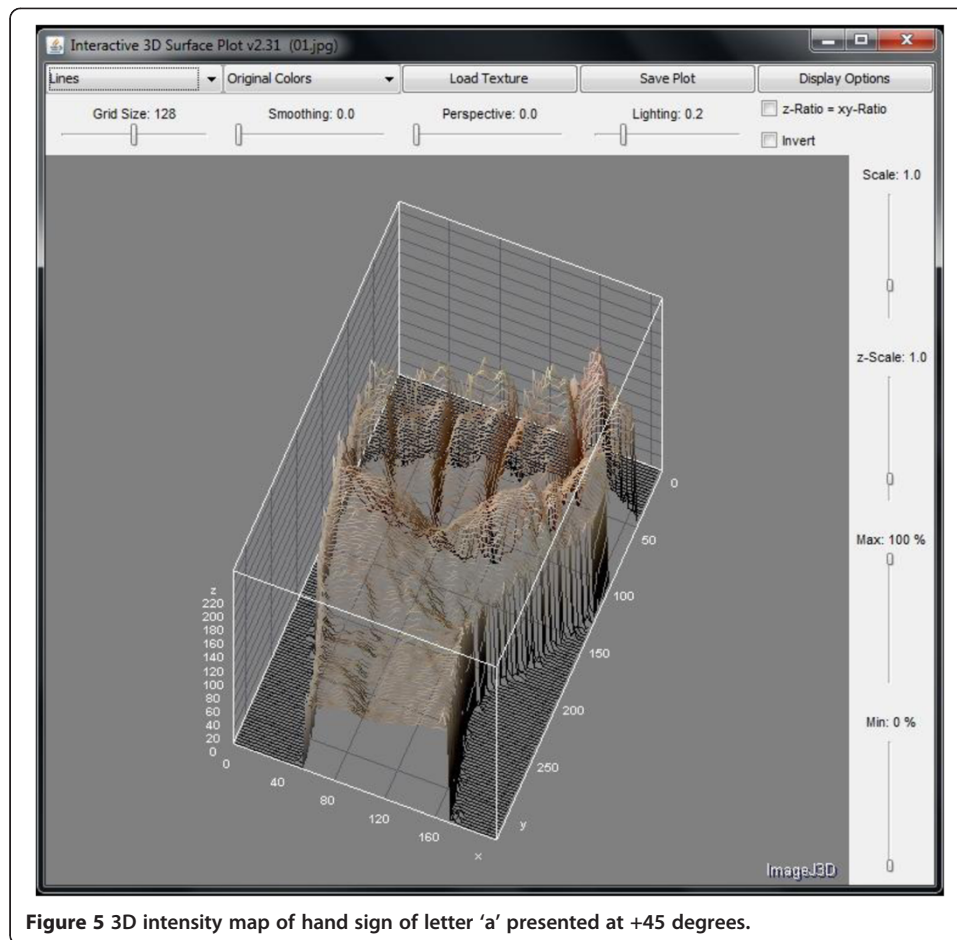 Interactive 3D Surface Plot v2.31 (01.jpg)
Lines Original Colors Load Texture Save Plot Display Options
Grid Size: 128 Smoothing: 0.0 Perspective: 0.0 Lighting: 0.2 z-Ratio = xy-Ratio
Invert
Scale: 1.0
z-Scale: 1.0
Max: 100 %
Min: 0 %
0
50
100
150
200
250
y
z
220
200
180
160
140
120
100
80
60
40
20
0
0
40
80
120
160
x
ImageJ3D
Figure 5 3D intensity map of hand sign of letter ‘a’ presented at +45 degrees.